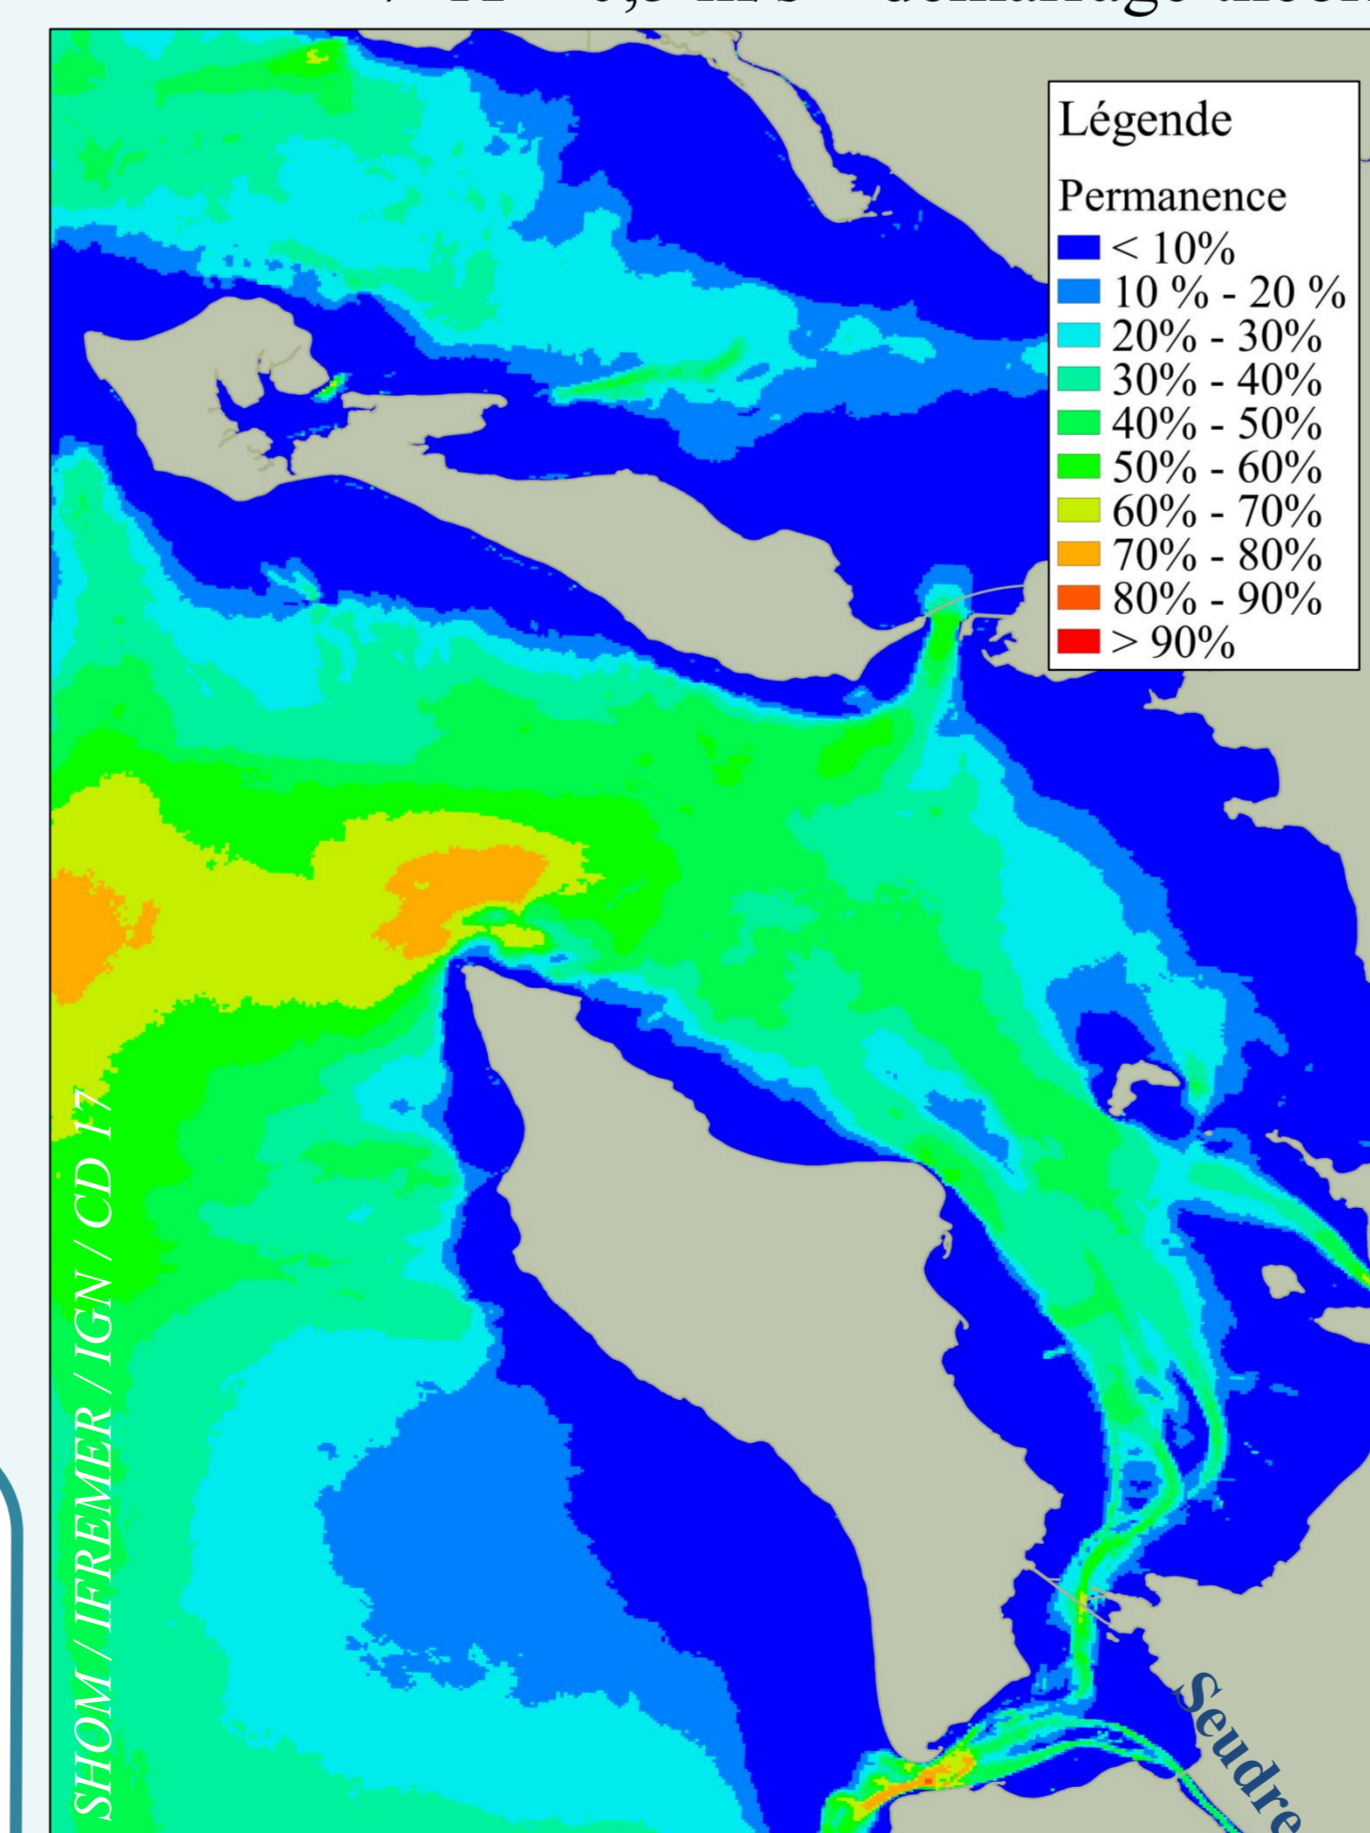 Légende
Permanence
< 10%
10 % - 20 %
20% - 30%
30% - 40%
40% - 50%
50% - 60%
60% - 70%
70% - 80%
80% - 90%
> 90%
SHOM / IFREMER / IGN / CD 17
Seudre